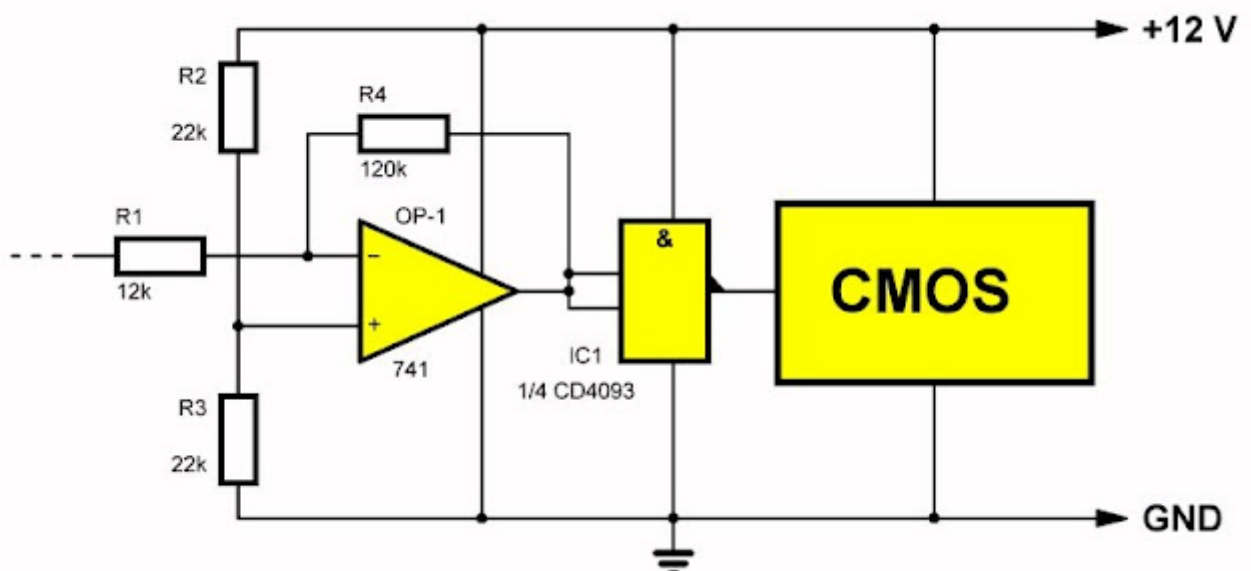 +12 V
R2
22k
R4
120k
R1
12k
OP-1
−
+
741
&
CMOS
IC1
1/4 CD4093
R3
22k
GND